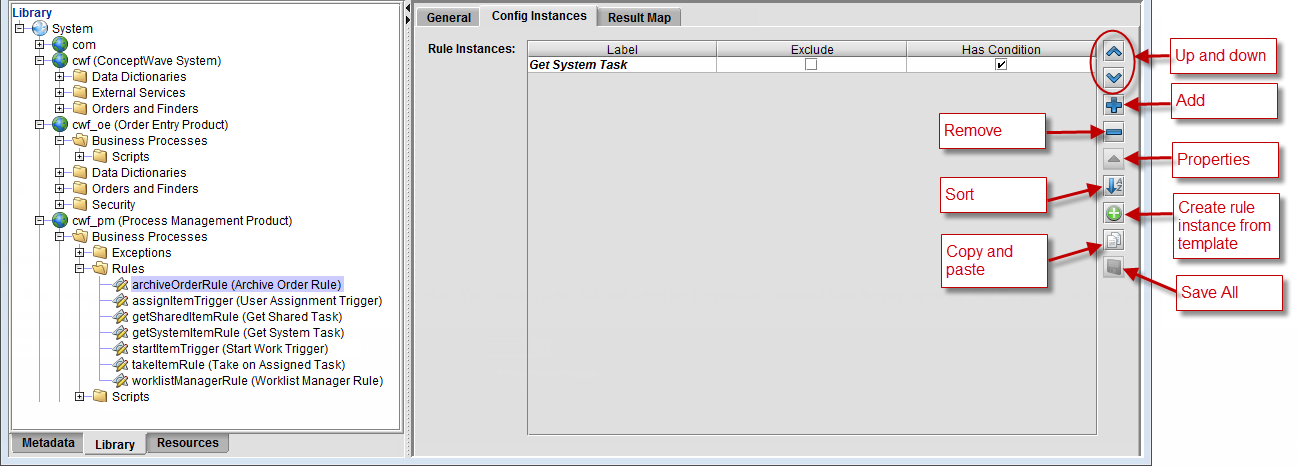 Library
System
com
cwf (ConceptWave System)
Data Dictionaries
External Services
Orders and Finders
cwf_oe (Order Entry Product)
Business Processes
Scripts
Data Dictionaries
Orders and Finders
Security
cwf_pm (Process Management Product)
Business Processes
Exceptions
Rules
archiveOrderRule (Archive Order Rule)
assignItemTrigger (User Assignment Trigger)
getSharedItemRule (Get Shared Task)
getSystemItemRule (Get System Task)
startItemTrigger (Start Work Trigger)
takeItemRule (Take on Assigned Task)
worklistManagerRule (Worklist Manager Rule)
Scripts
Metadata Library Resources
General Config Instances Result Map
Rule Instances:
Label Exclude Has Condition
Get System Task
Up and down
Add
Remove
Properties
Sort
Create rule
instance from
template
Copy and
paste
Save All